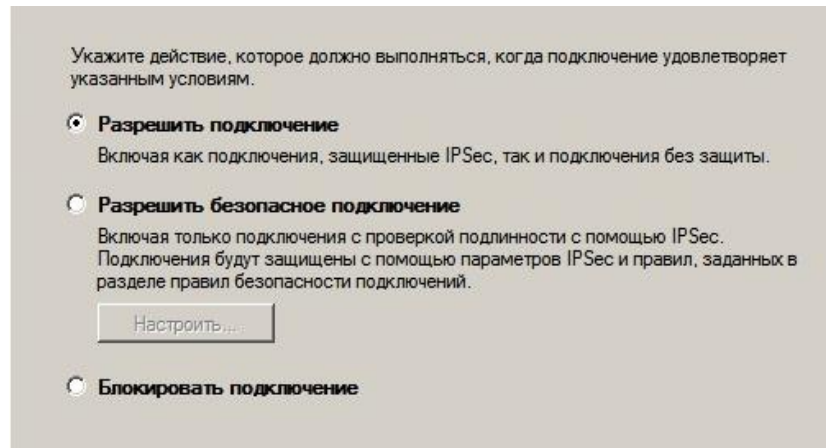 Укажите действие, которое должно выполняться, когда подключение удовлетворяет
указанным условиям.
Разрешить подключение
Включая как подключения, защищенные IPSec, так и подключения без защиты.
Разрешить безопасное подключение
Включая только подключения с проверкой подлинности с помощью IPSec.
Подключения будут защищены с помощью параметров IPSec и правил, заданных в
разделе правил безопасности подключений.
Настроить...
Блокировать подключение